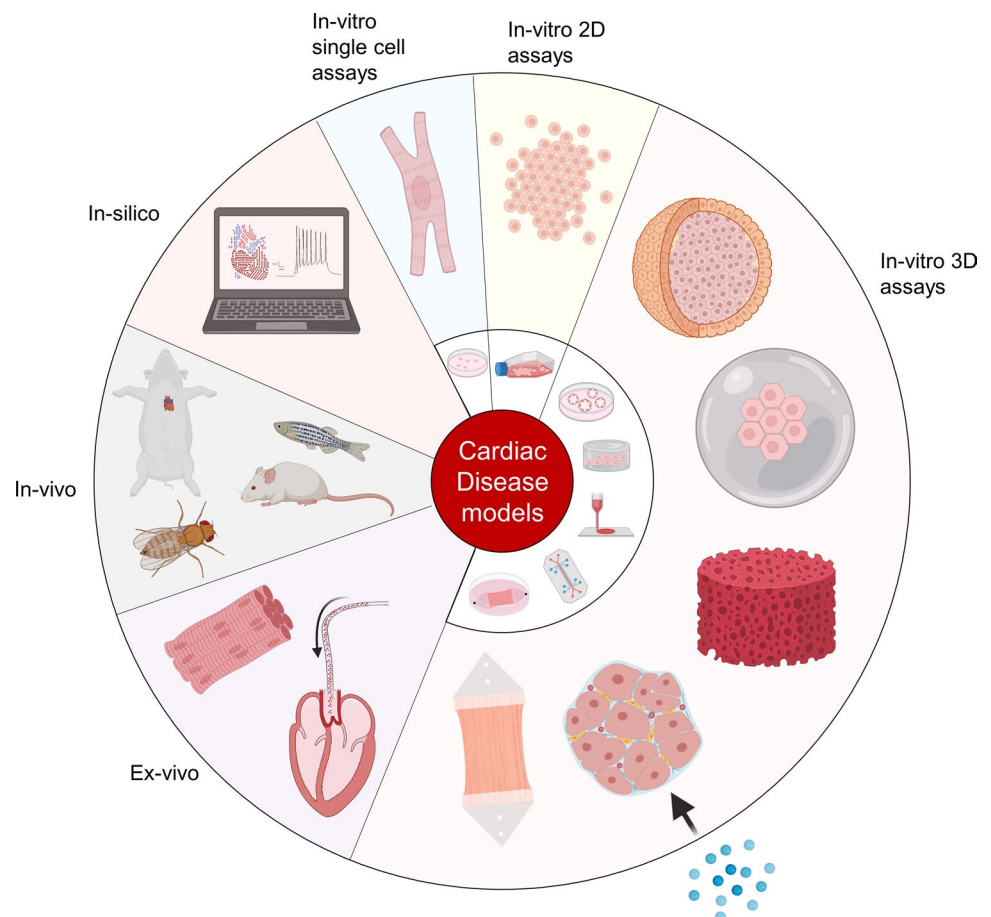 In-vitro
single cell
assays
In-vitro 2D
assays
In-silico
In-vitro 3D
assays
Cardiac
Disease
models
In-vivo
Ex-vivo